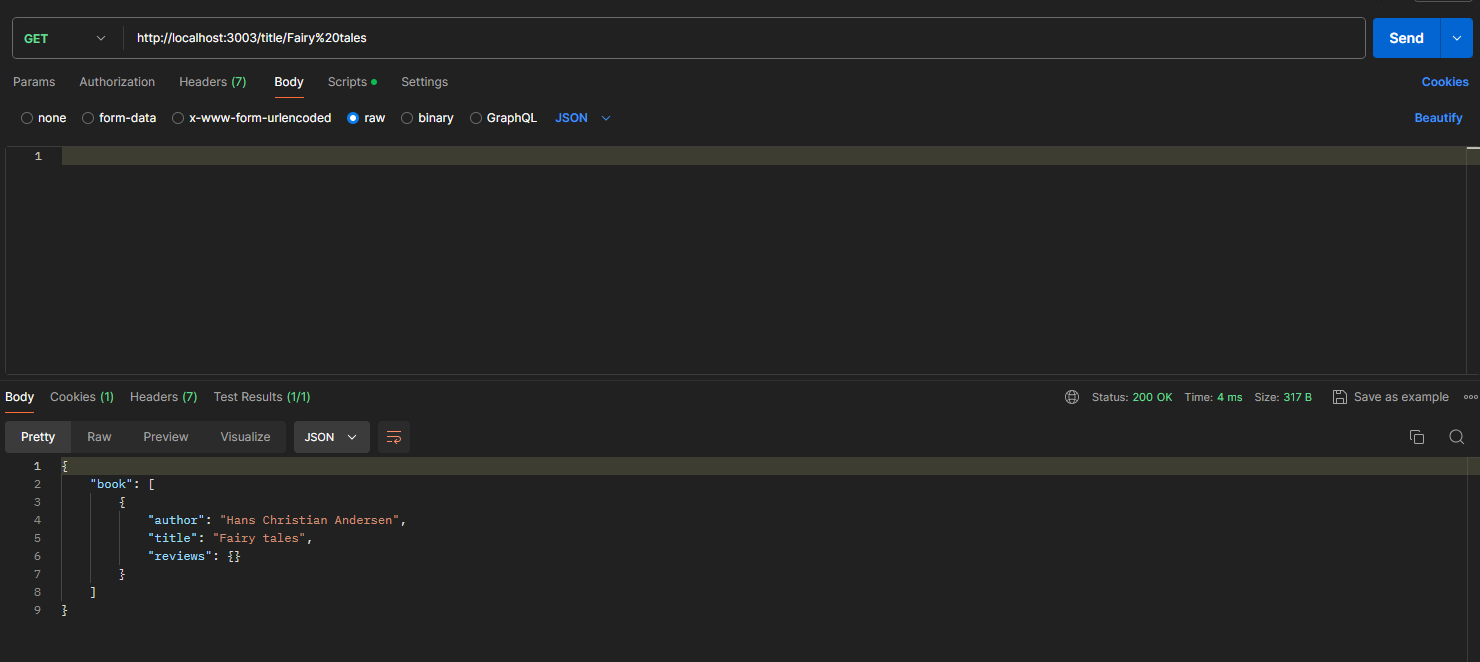 GET http://localhost:3003/title/Fairy%20tales Send
Params Authorization Headers (7) Body Scripts Settings Cookies
none form-data x-www-form-urlencoded raw binary GraphQL JSON Beautify
1
Body Cookies (1) Headers (7) Test Results (1/1) Status: 200 OK Time: 4 ms Size: 317 B Save as example
Pretty Raw Preview Visualize JSON
1 {
2 "book": [
3 {
4 "author": "Hans Christian Andersen",
5 "title": "Fairy tales",
6 "reviews": {}
7 }
8 ]
9 }